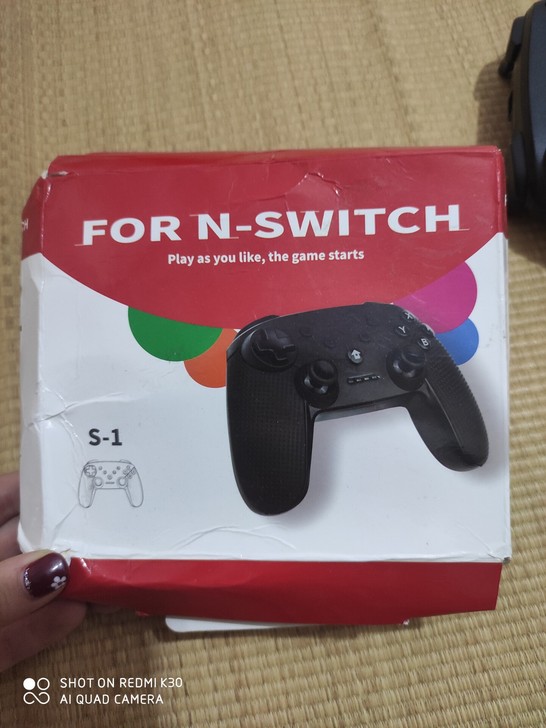 FOR N-SWITCH
Play as you like, the game starts
X
Y
B
S-1
SHOT ON REDMI K30
AI QUAD CAMERA